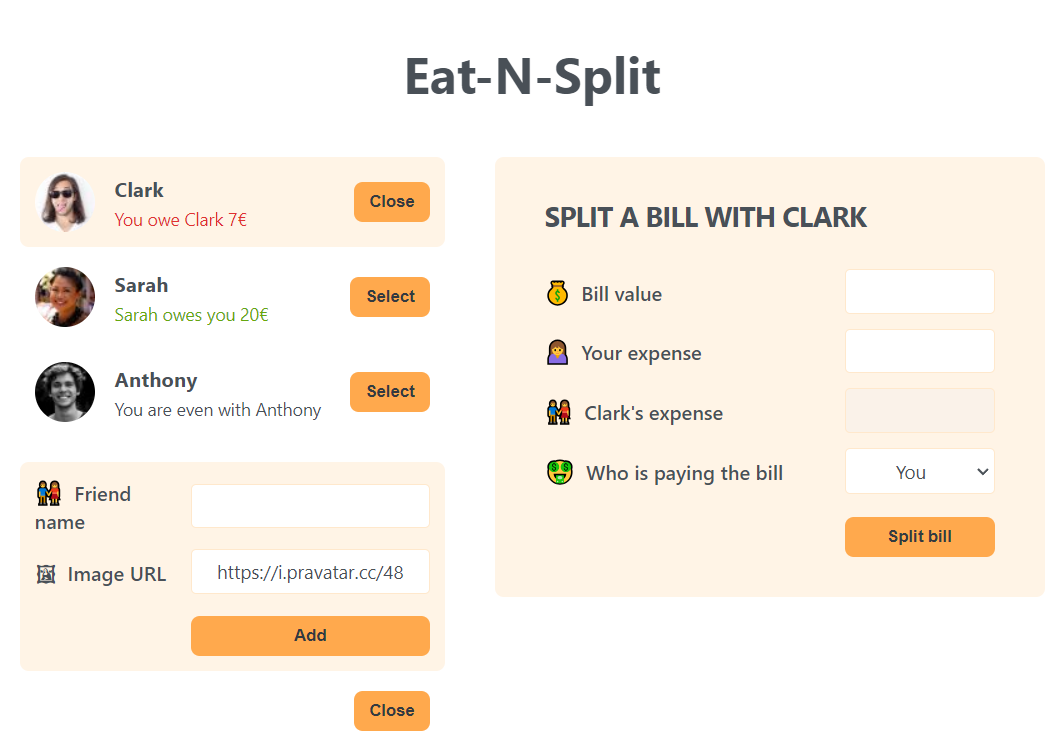 Eat-N-Split
Clark
You owe Clark 7€
Close
Sarah
Sarah owes you 20€
Select
Anthony
You are even with Anthony
Select
Friend
name
Image URL
https://i.pravatar.cc/48
Add
Close
SPLIT A BILL WITH CLARK
Bill value
Your expense
Clark's expense
Who is paying the bill
You
Split bill